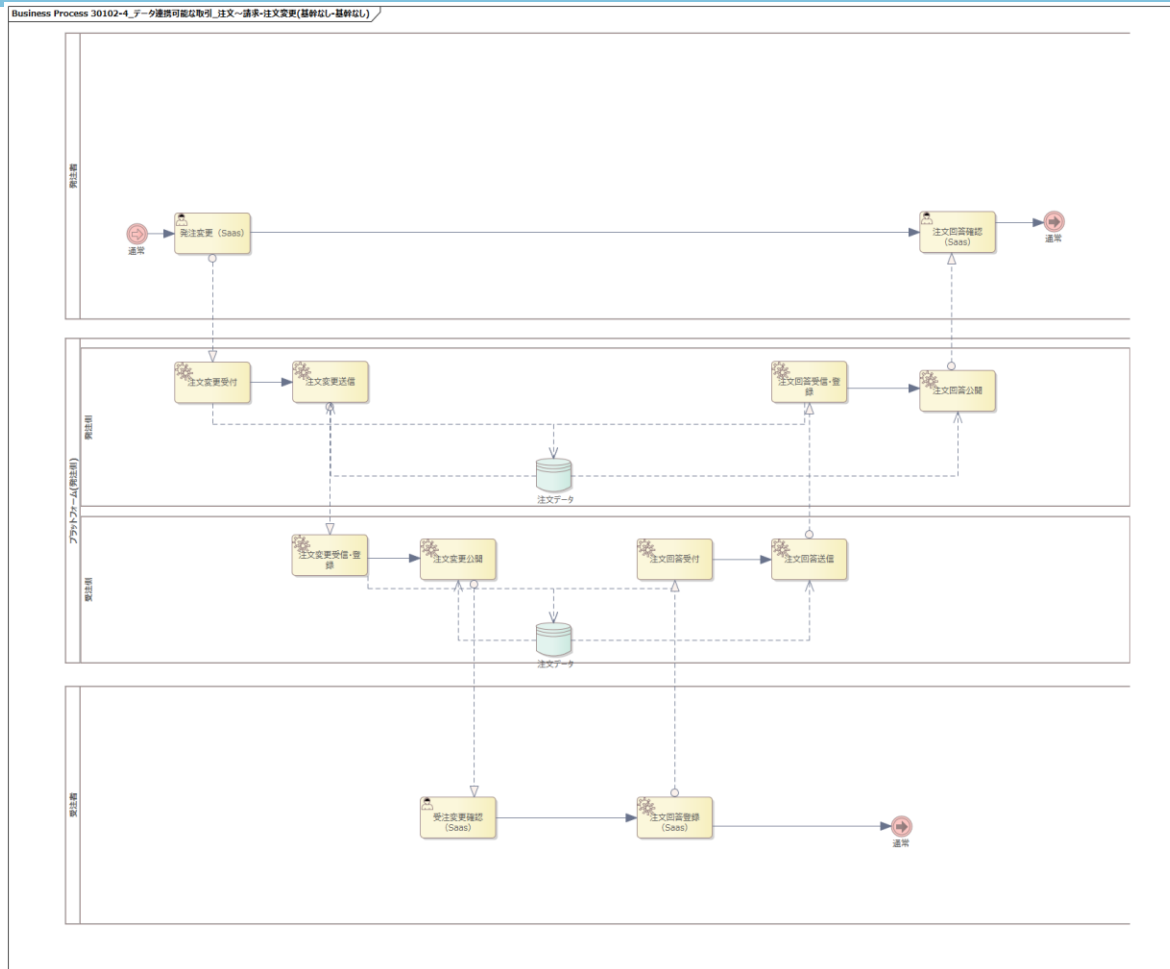 Business Process 30102-4_データ連携可能な取引_注文～請求-注文変更(基幹なし-基幹なし)
発注者
通常
発注変更（Saas）
注文回答確認
（Saas）
通常
プラットフォーム(発注側)
発注側
注文変更受付
注文変更送信
注文回答受信・登
録
注文回答公開
注文データ
受注側
注文変更受信・登
録
注文変更公開
注文回答受付
注文回答送信
注文データ
受注者
受注変更確認
（Saas）
注文回答登録
（Saas）
通常